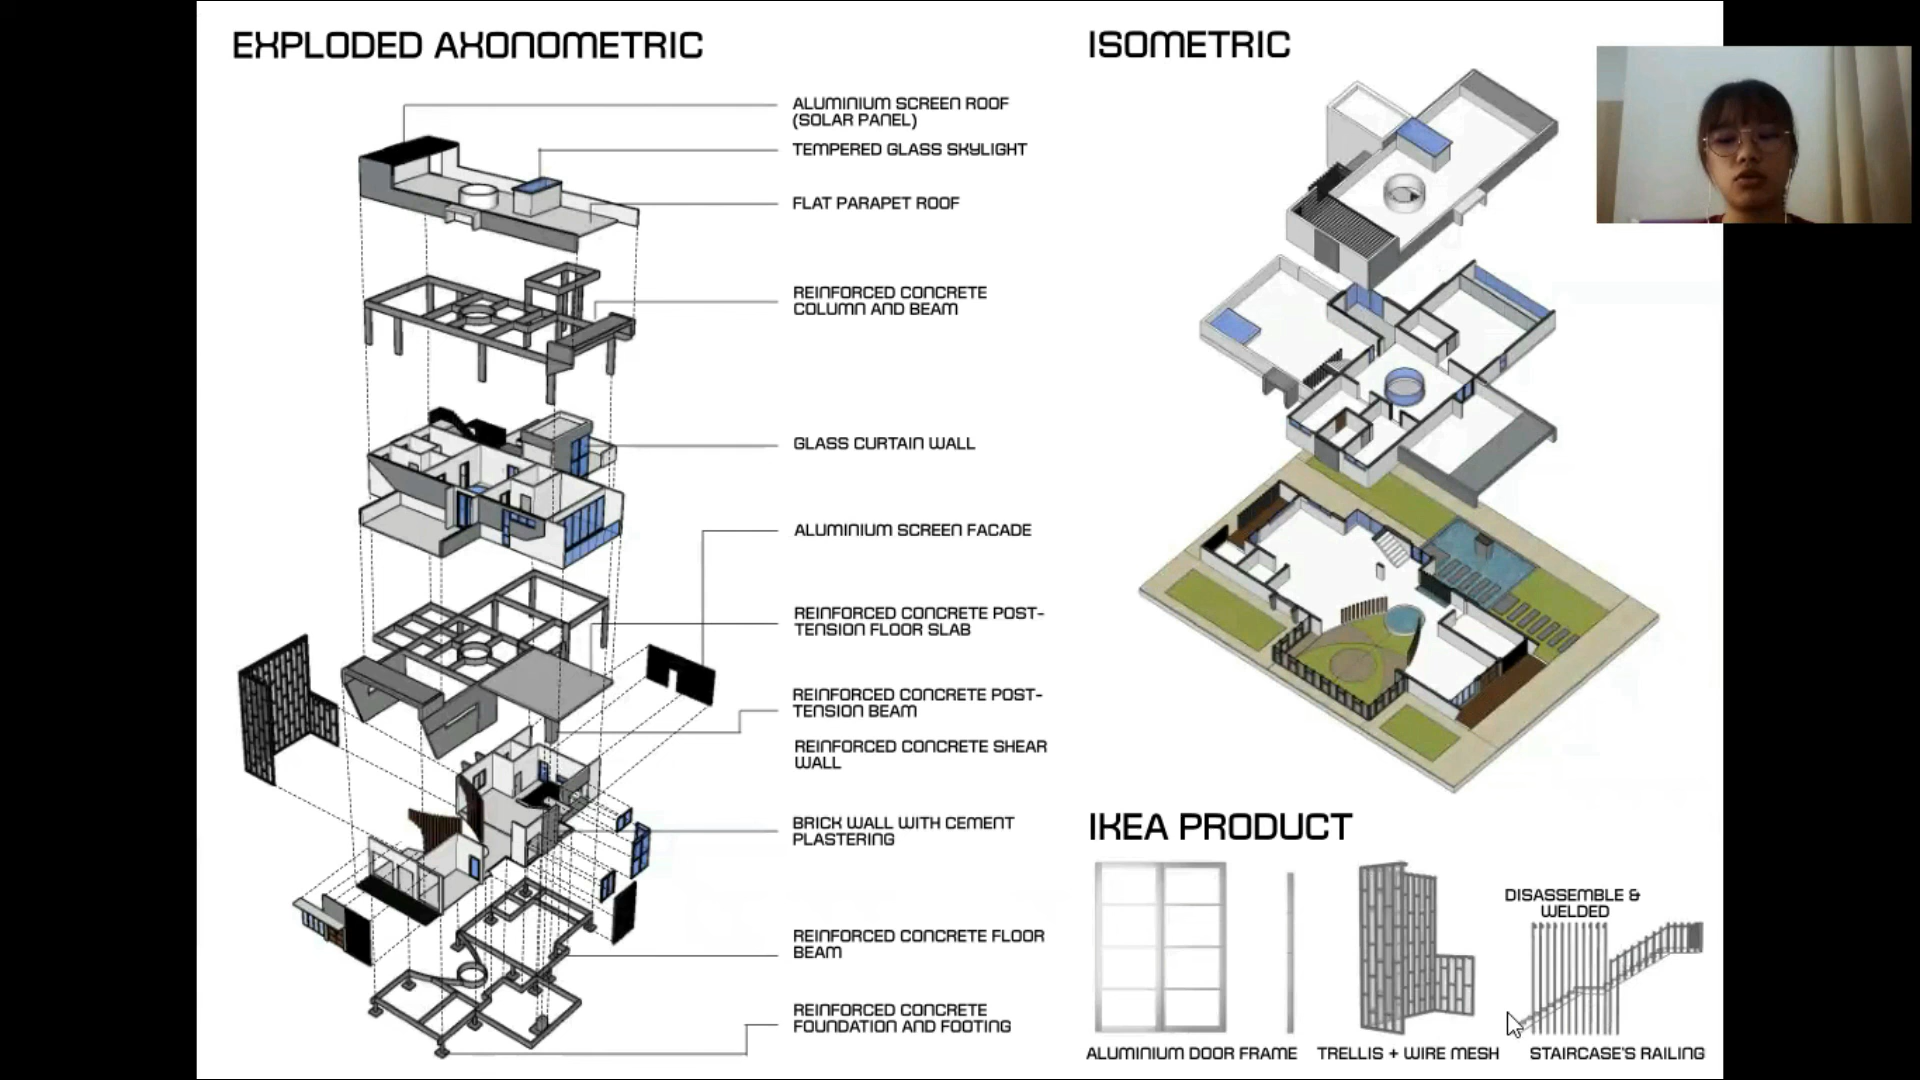 EXPLODED AXONOMETRIC
ALUMINIUM SCREEN ROOF
(SOLAR PANEL)
TEMPERED GLASS SKYLIGHT
FLAT PARAPET ROOF
REINFORCED CONCRETE
COLUMN AND BEAM
GLASS CURTAIN WALL
ALUMINIUM SCREEN FACADE
REINFORCED CONCRETE POST-
TENSION FLOOR SLAB
REINFORCED CONCRETE POST-
TENSION BEAM
REINFORCED CONCRETE SHEAR
WALL
BRICK WALL WITH CEMENT
PLASTERING
REINFORCED CONCRETE FLOOR
BEAM
REINFORCED CONCRETE
FOUNDATION AND FOOTING
ISOMETRIC
IKEA PRODUCT
DISASSEMBLE &
WELDED
ALUMINIUM DOOR FRAME
TRELLIS + WIRE MESH
STAIRCASE'S RAILING